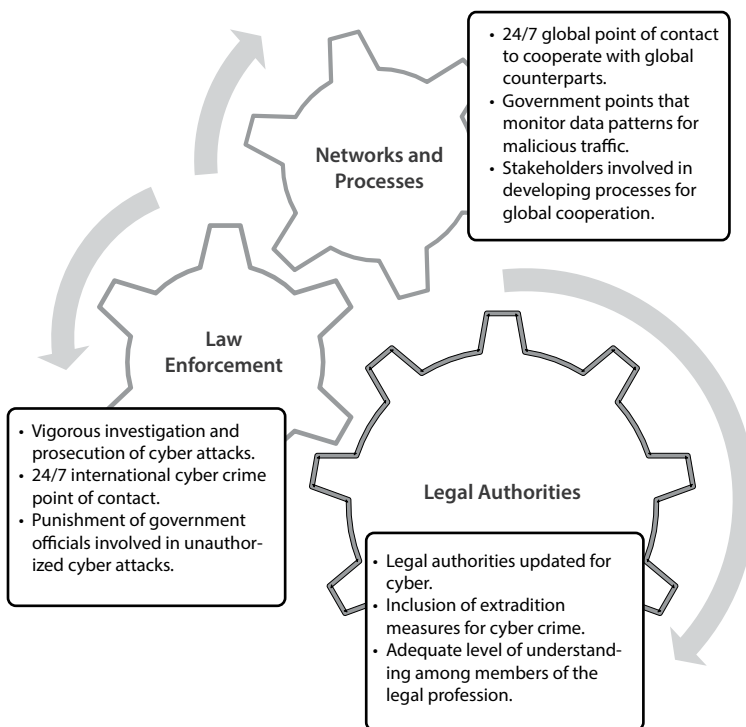 Networks and
Processes
• 24/7 global point of contact
to cooperate with global
counterparts.
• Government points that
monitor data patterns for
malicious traffic.
• Stakeholders involved in
developing processes for
global cooperation.
Law
Enforcement
• Vigorous investigation and
prosecution of cyber attacks.
• 24/7 international cyber crime
point of contact.
• Punishment of government
officials involved in unauthor-
ized cyber attacks.
Legal Authorities
• Legal authorities updated for
cyber.
• Inclusion of extradition
measures for cyber crime.
• Adequate level of understand-
ing among members of the
legal profession.